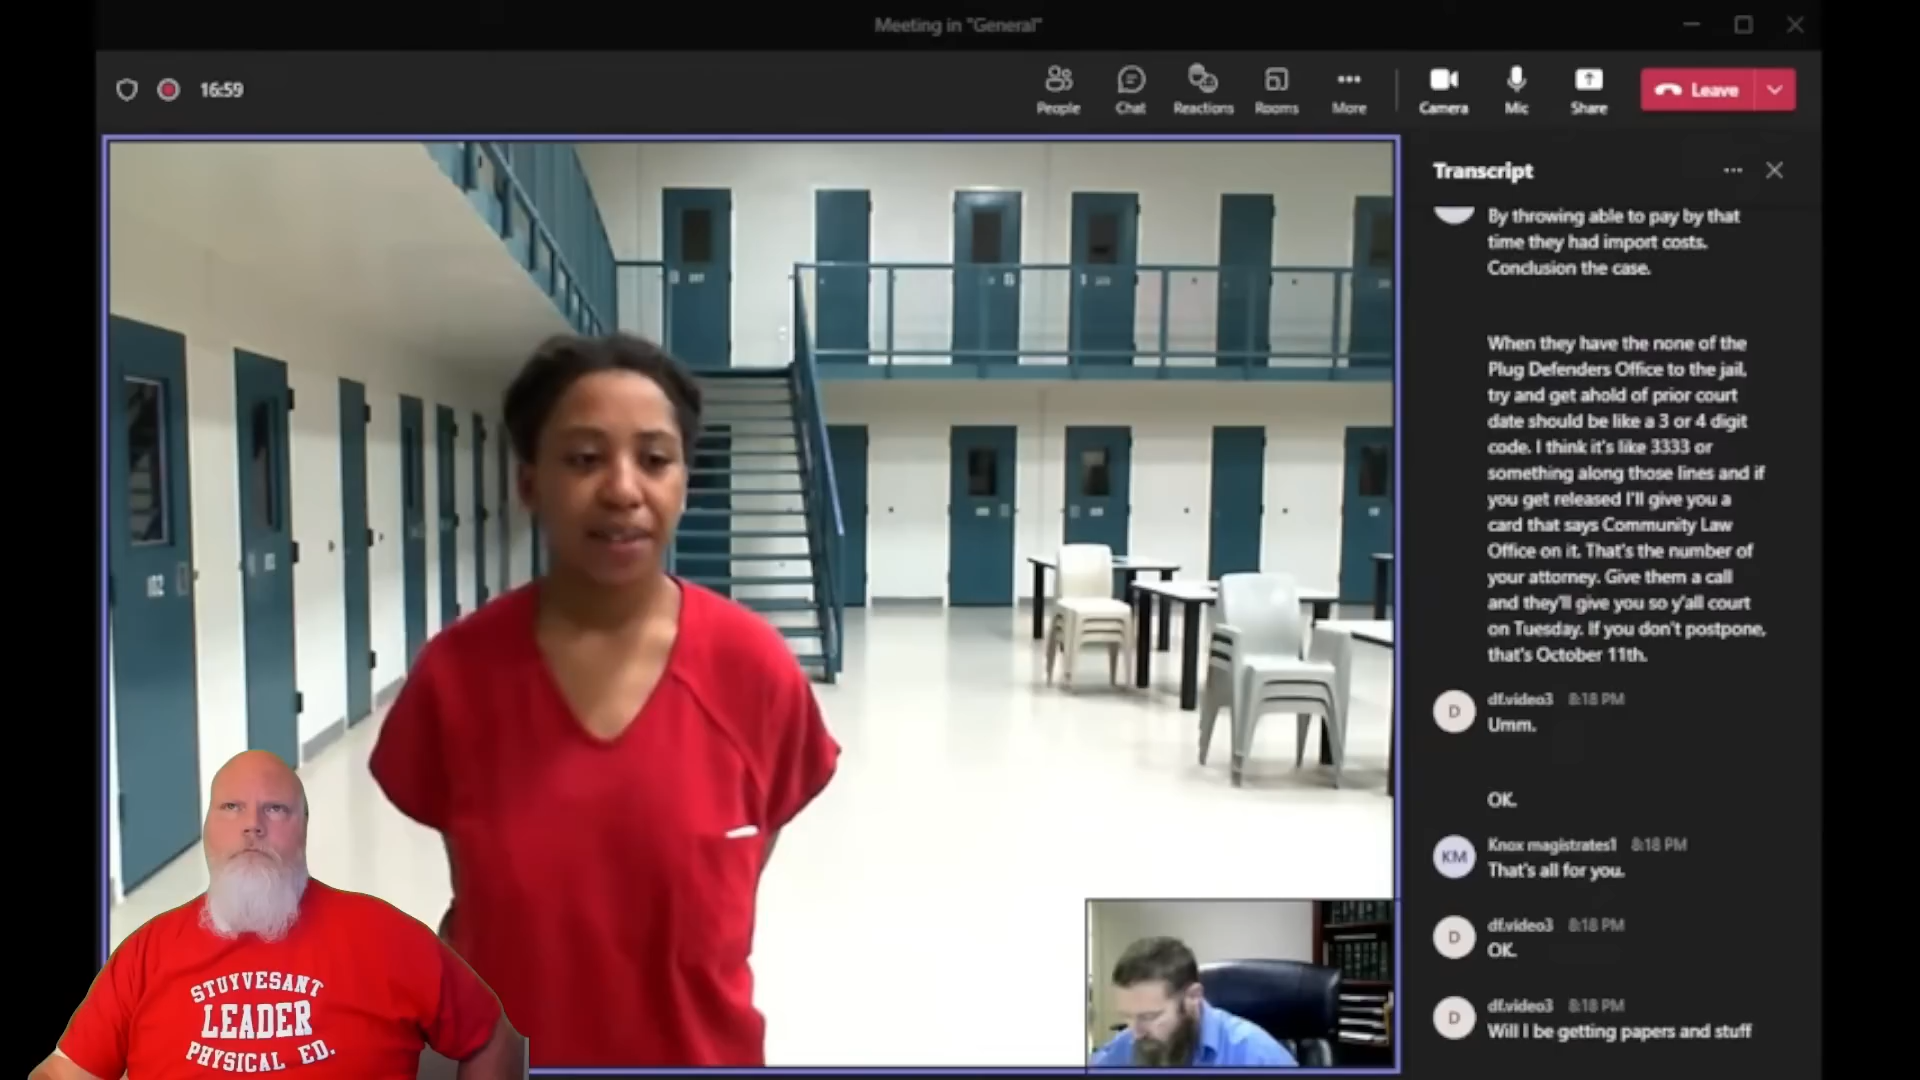 Meeting in "General"
16:59
People
Chat
Reactions
Rooms
More
Camera
Mic
Share
Leave
Transcript
By throwing able to pay by that
time they had import costs.
Conclusion the case.
When they have the none of the
Plug Defenders Office to the jail,
try and get ahold of prior court
date should be like a 3 or 4 digit
code. I think it's like 3333 or
something along those lines and if
you get released I'll give you a
card that says Community Law
Office on it. That's the number of
your attorney. Give them a call
and they'll give you so y'all court
on Tuesday. If you don't postpone,
that's October 11th.
D
df.video3 8:18 PM
Umm.
OK.
KM
Knox magistrates1 8:18 PM
That's all for you.
D
df.video3 8:18 PM
OK.
D
df.video3 8:18 PM
Will I be getting papers and stuff
STUYVESANT
LEADER
PHYSICAL ED.